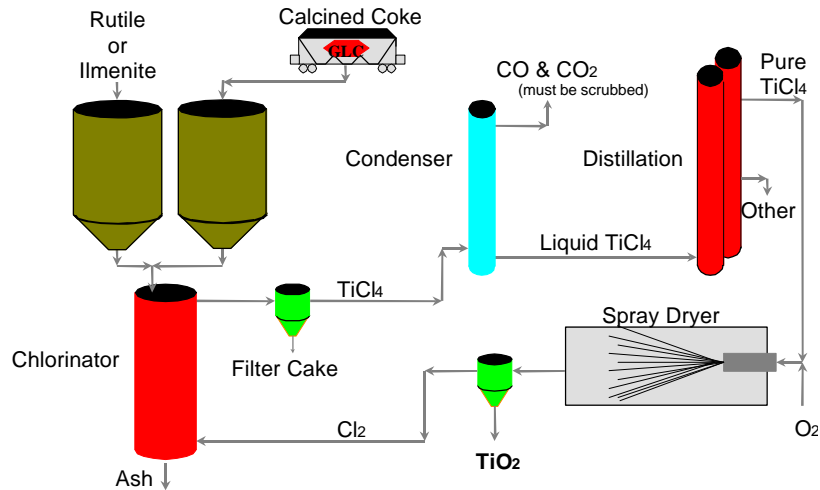 Rutile
or
Ilmenite
Calcined Coke
GLC
CO & CO₂
(must be scrubbed)
Pure
TiCl₄
Condenser
Distillation
Other
Liquid TiCl₄
TiCl₄
Spray Dryer
Chlorinator
Filter Cake
Cl₂
O₂
TiO₂
Ash